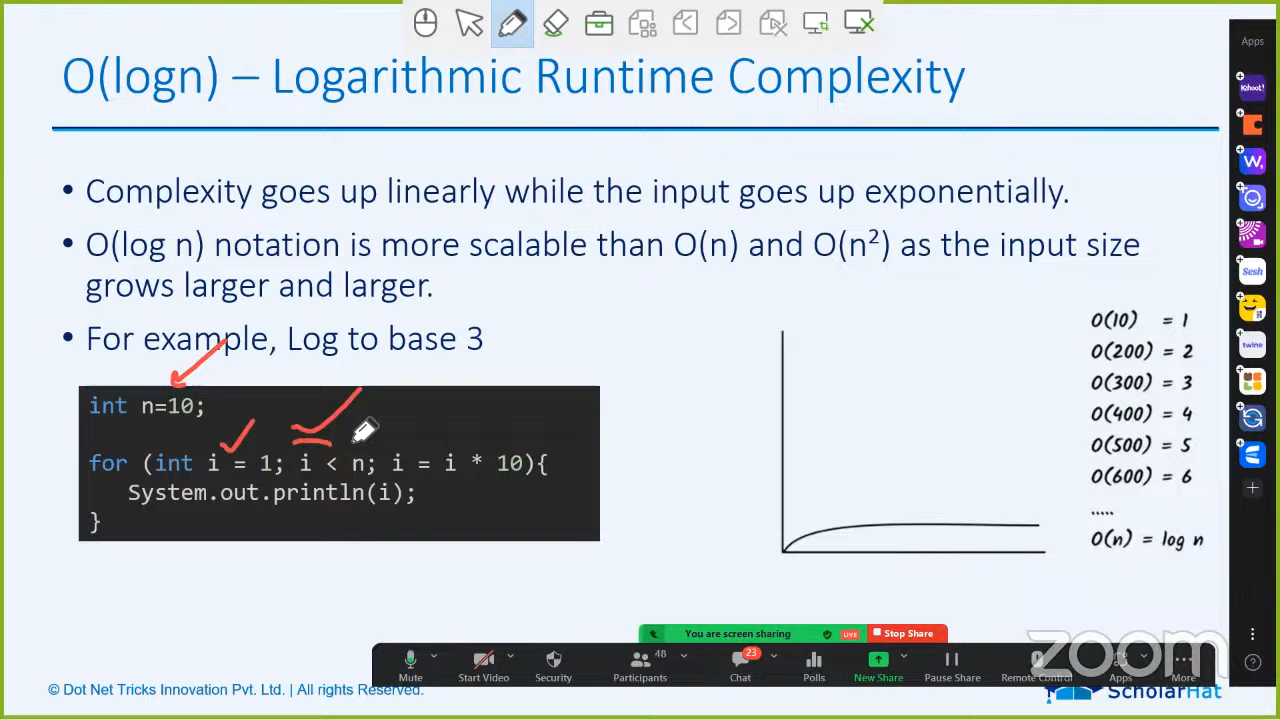 O(logn) – Logarithmic Runtime Complexity
• Complexity goes up linearly while the input goes up exponentially.
• O(log n) notation is more scalable than O(n) and O(n²) as the input size
grows larger and larger.
• For example, Log to base 3
int n=10;
for (int i = 1; i < n; i = i * 10){
System.out.println(i);
}
O(10) = 1
O(200) = 2
O(300) = 3
O(400) = 4
O(500) = 5
O(600) = 6
.....
O(n) = log n
Apps
Kahoot!
W
Sesh
twine
You are screen sharing
LIVE
Stop Share
Mute
Start Video
Security
Participants
48
Chat
23
Polls
New Share
Pause Share
Remote Control
Apps
More
zoom
© Dot Net Tricks Innovation Pvt. Ltd. | All rights Reserved.
ScholarHat